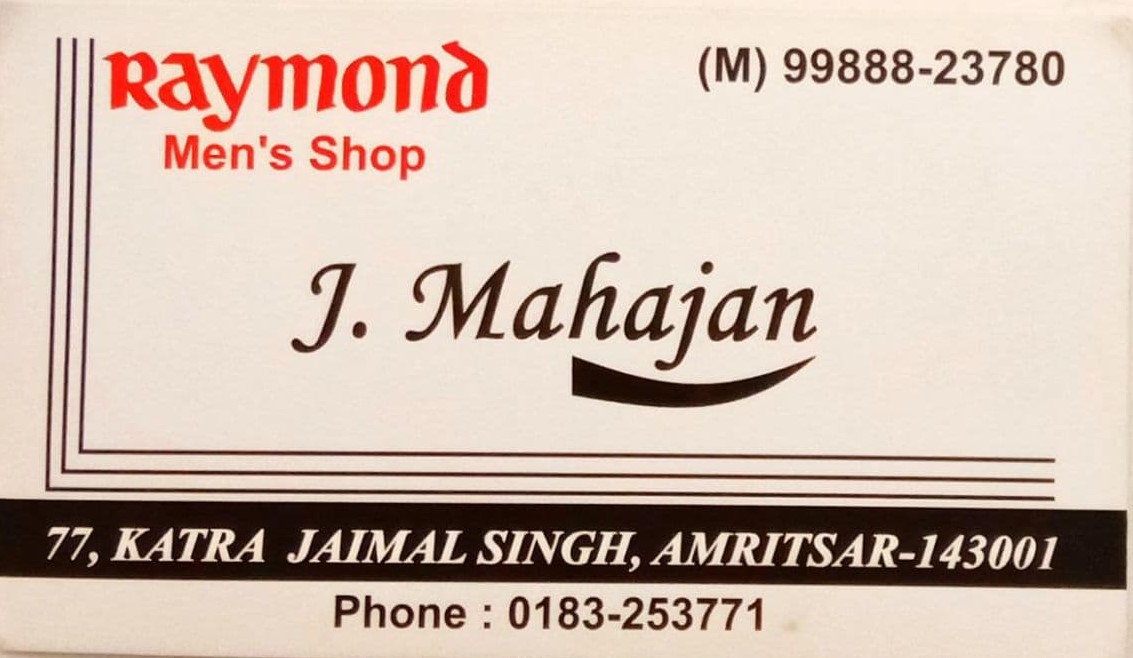 Raymond
Men's Shop
(M) 99888-23780
J. Mahajan
77, KATRA JAIMAL SINGH, AMRITSAR-143001
Phone : 0183-253771